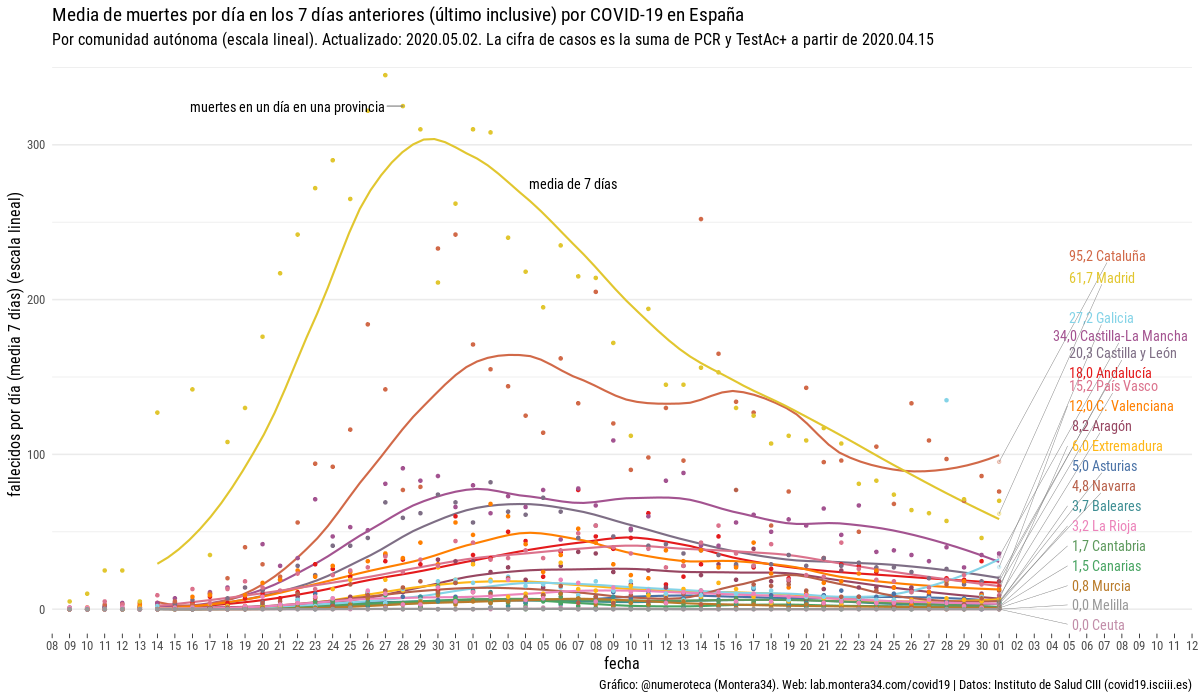 Media de muertes por día en los 7 días anteriores (último inclusive) por COVID-19 en España
Por comunidad autónoma (escala lineal). Actualizado: 2020.05.02. La cifra de casos es la suma de PCR y TestAc+ a partir de 2020.04.15
fallecidos por día (media 7 días) (escala lineal)
300
200
100
0
muertes en un día en una provincia
media de 7 días
95,2 Cataluña
61,7 Madrid
27,2 Galicia
34,0 Castilla-La Mancha
20,3 Castilla y León
18,0 Andalucía
15,2 País Vasco
12,0 C. Valenciana
8,2 Aragón
6,0 Extremadura
5,0 Asturias
4,8 Navarra
3,7 Baleares
3,2 La Rioja
1,7 Cantabria
1,5 Canarias
0,8 Murcia
0,0 Melilla
0,0 Ceuta
08 09 10 11 12 13 14 15 16 17 18 19 20 21 22 23 24 25 26 27 28 29 30 31 01 02 03 04 05 06 07 08 09 10 11 12 13 14 15 16 17 18 19 20 21 22 23 24 25 26 27 28 29 30 01 02 03 04 05 06 07 08 09 10 11 12
fecha
Gráfico: @numeroteca (Montera34). Web: lab.montera34.com/covid19 | Datos: Instituto de Salud CIII (covid19.isciii.es)